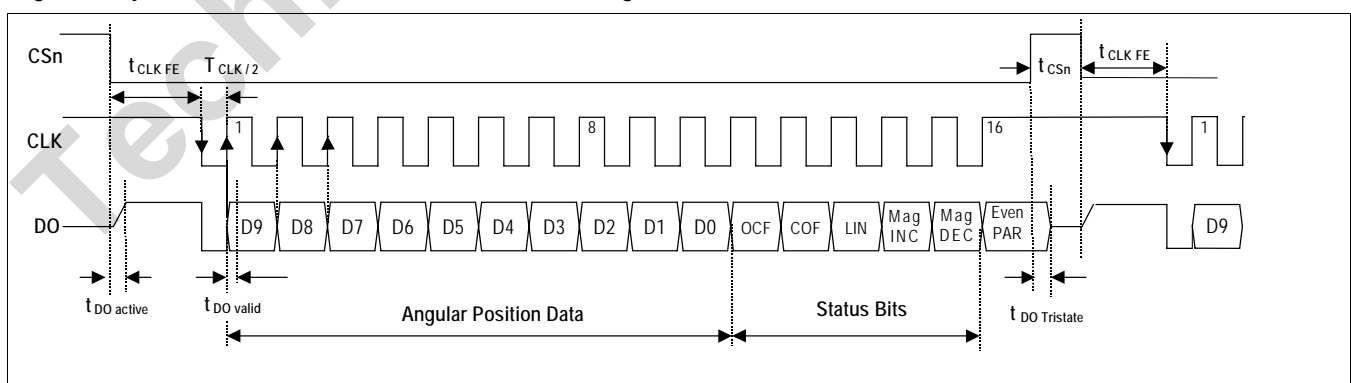 CSn
t CLK FE
T CLK / 2
t CSn
t CLK FE
CLK
1
8
16
1
DO
D9 D8 D7 D6 D5 D4 D3 D2 D1 D0 OCF COF LIN Mag INC Mag DEC Even PAR
D9
t DO active
t DO valid
Angular Position Data
Status Bits
t DO Tristate
Tech